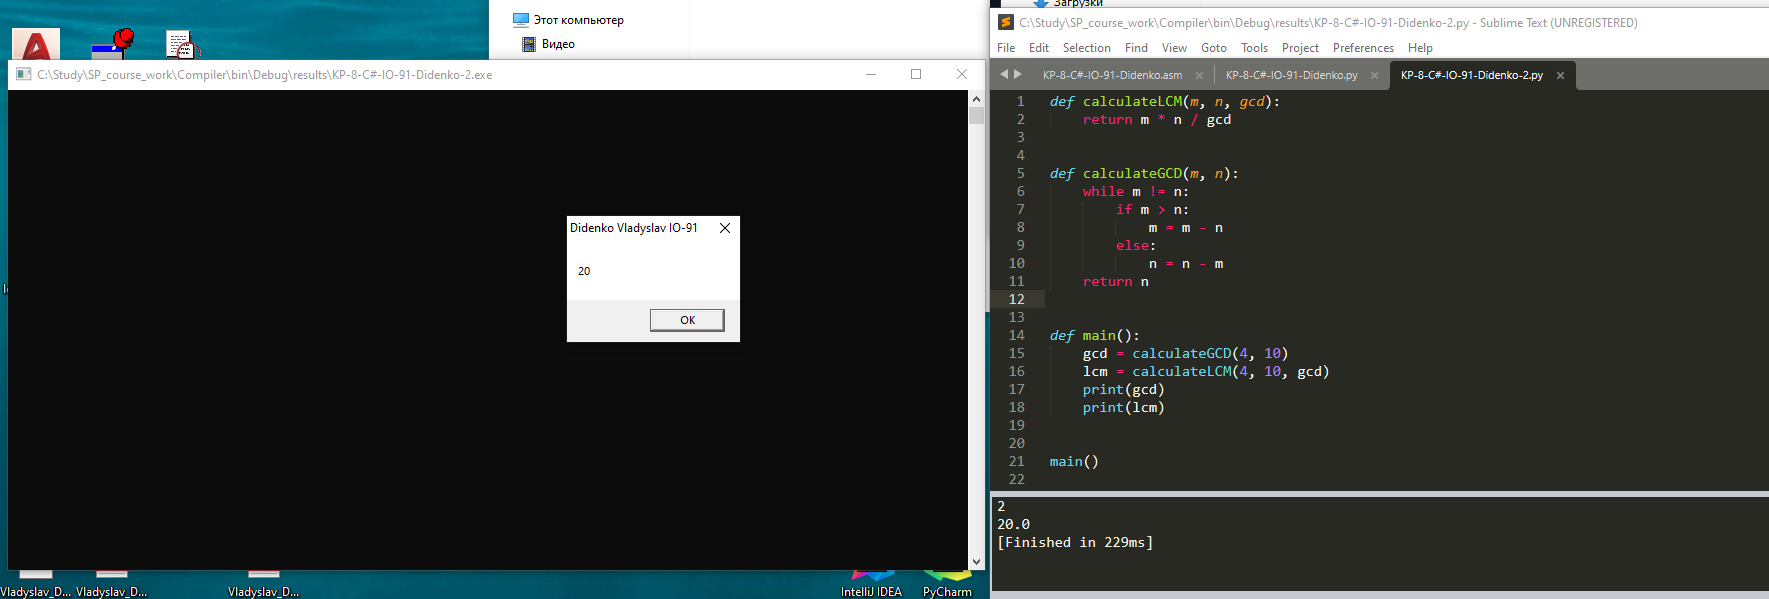 Этот компьютер
Видео
C:\Study\SP_course_work\Compiler\bin\Debug\results\KP-8-C#-IO-91-Didenko-2.exe
Didenko Vladyslav IO-91
20
OK
Vladyslav_D...
Vladyslav_D...
Vladyslav_D...
IntelliJ IDEA
PyCharm
Загрузки
C:\Study\SP_course_work\Compiler\bin\Debug\results\KP-8-C#-IO-91-Didenko-2.py - Sublime Text (UNREGISTERED)
File Edit Selection Find View Goto Tools Project Preferences Help
KP-8-C#-IO-91-Didenko.asm KP-8-C#-IO-91-Didenko.py KP-8-C#-IO-91-Didenko-2.py
1 def calculateLCM(m, n, gcd):
2 return m * n / gcd
3
4
5 def calculateGCD(m, n):
6 while m != n:
7 if m > n:
8 m = m - n
9 else:
10 n = n - m
11 return n
12
13
14 def main():
15 gcd = calculateGCD(4, 10)
16 lcm = calculateLCM(4, 10, gcd)
17 print(gcd)
18 print(lcm)
19
20
21 main()
22
2
20.0
[Finished in 229ms]